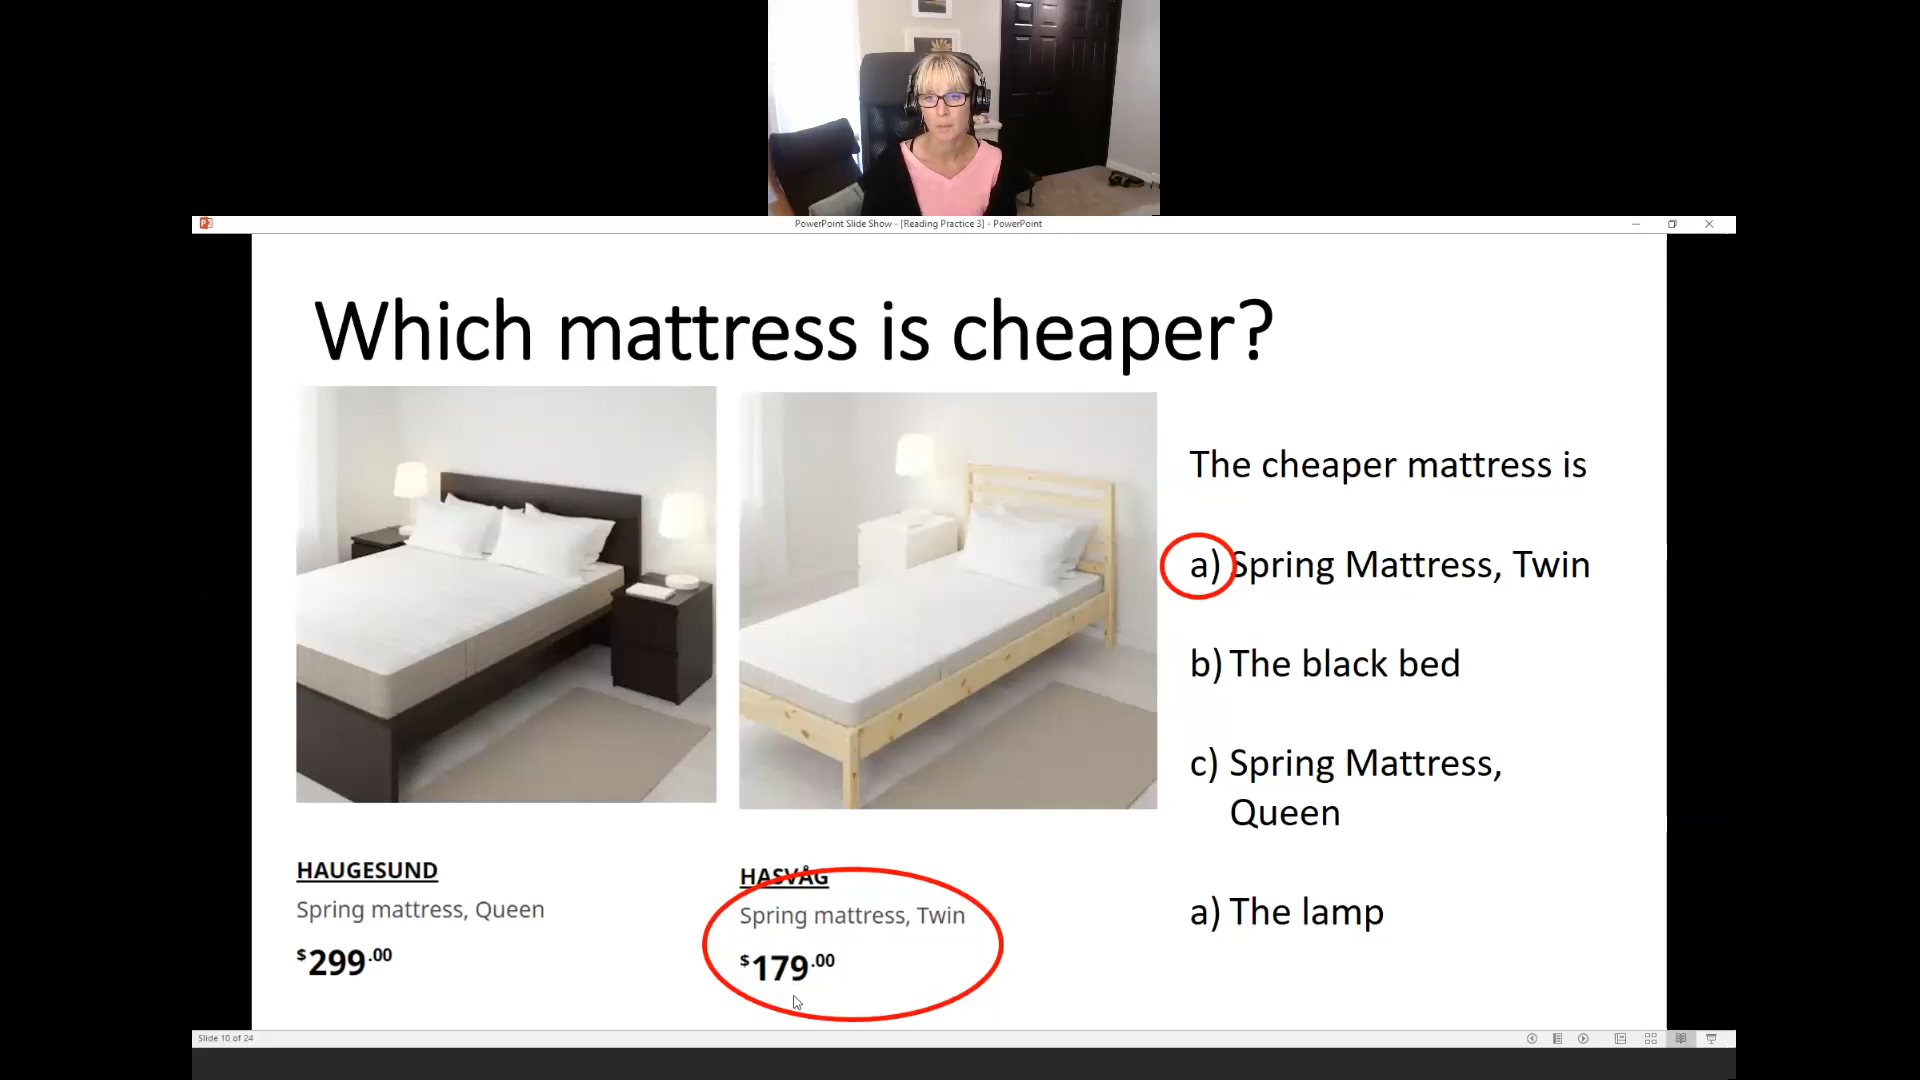 PowerPoint Slide Show - [Reading Practice 3] - PowerPoint
Which mattress is cheaper?
HAUGESUND
Spring mattress, Queen
$299.00
HASVÅG
Spring mattress, Twin
$179.00
The cheaper mattress is
a) Spring Mattress, Twin
b) The black bed
c) Spring Mattress,
Queen
a) The lamp
Slide 10 of 24